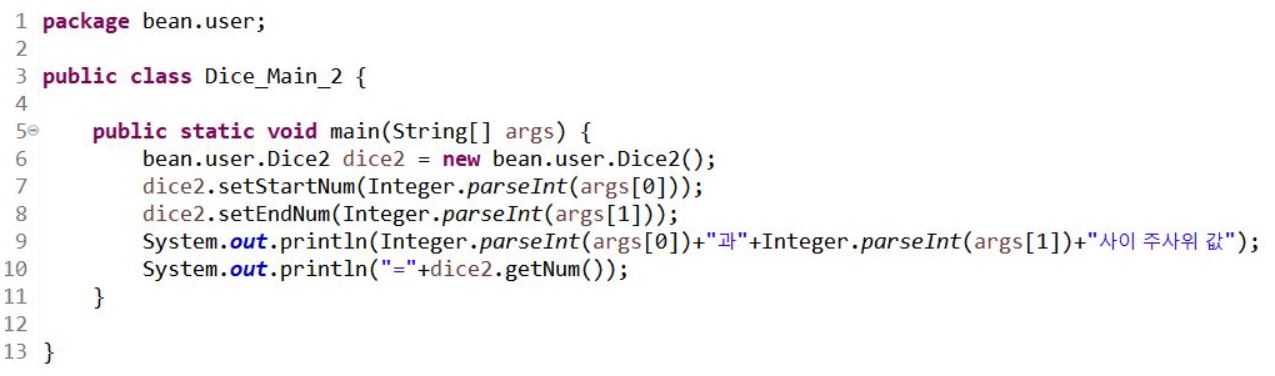 1 package bean.user;
2
3 public class Dice_Main_2 {
4
5 public static void main(String[] args) {
6 bean.user.Dice2 dice2 = new bean.user.Dice2();
7 dice2.setStartNum(Integer.parseInt(args[0]));
8 dice2.setEndNum(Integer.parseInt(args[1]));
9 System.out.println(Integer.parseInt(args[0])+"과"+Integer.parseInt(args[1])+"사이 주사위 값");
10 System.out.println("="+dice2.getNum());
11 }
12
13 }